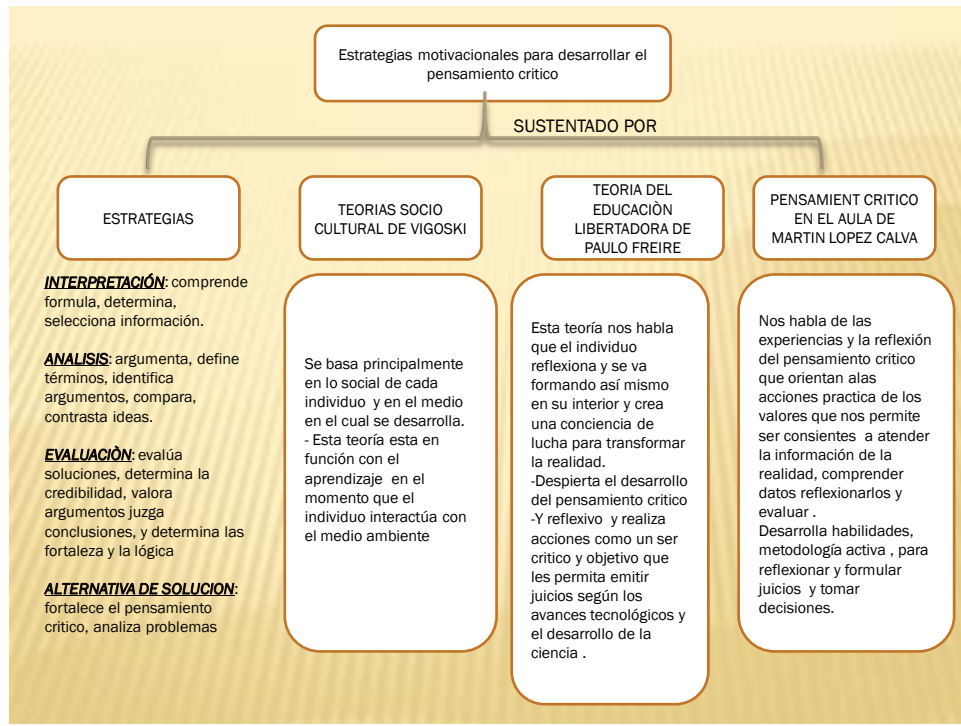 Estrategias motivacionales para desarrollar el
pensamiento critico
SUSTENTADO POR
ESTRATEGIAS
TEORIAS SOCIO
CULTURAL DE VIGOSKI
TEORIA DEL
EDUCACIÒN
LIBERTADORA DE
PAULO FREIRE
PENSAMIENT CRITICO
EN EL AULA DE
MARTIN LOPEZ CALVA
INTERPRETACIÓN: comprende
formula, determina,
selecciona información.
ANALISIS: argumenta, define
términos, identifica
argumentos, compara,
contrasta ideas.
EVALUACIÒN: evalúa
soluciones, determina la
credibilidad, valora
argumentos juzga
conclusiones, y determina las
fortaleza y la lógica
ALTERNATIVA DE SOLUCION:
fortalece el pensamiento
critico, analiza problemas
Se basa principalmente
en lo social de cada
individuo y en el medio
en el cual se desarrolla.
- Esta teoría esta en
función con el
aprendizaje en el
momento que el
individuo interactúa con
el medio ambiente
Esta teoría nos habla
que el individuo
reflexiona y se va
formando así mismo
en su interior y crea
una conciencia de
lucha para transformar
la realidad.
-Despierta el desarrollo
del pensamiento critico
-Y reflexivo y realiza
acciones como un ser
critico y objetivo que
les permita emitir
juicios según los
avances tecnológicos y
el desarrollo de la
ciencia .
Nos habla de las
experiencias y la reflexión
del pensamiento critico
que orientan alas
acciones practica de los
valores que nos permite
ser consientes a atender
la información de la
realidad, comprender
datos reflexionarlos y
evaluar .
Desarrolla habilidades,
metodología activa , para
reflexionar y formular
juicios y tomar
decisiones.